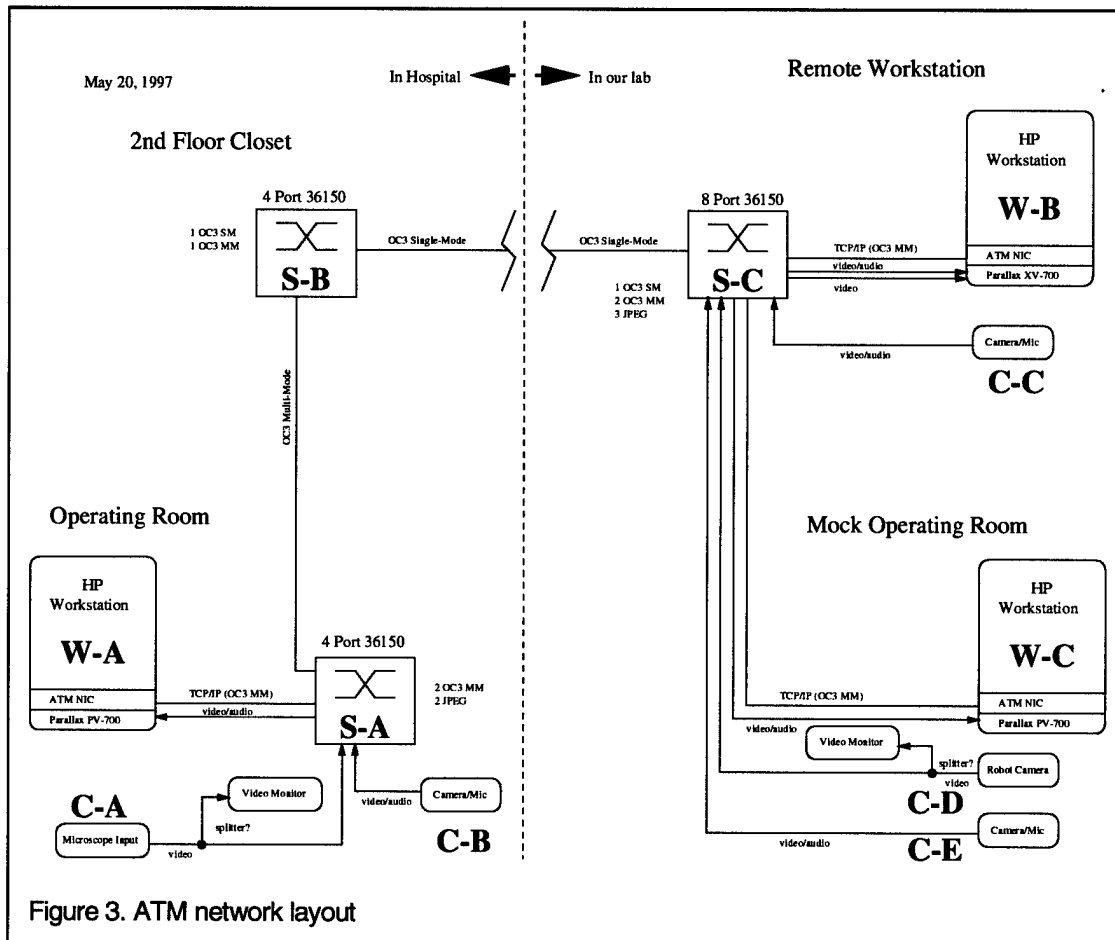 May 20, 1997
In Hospital
In our lab
Remote Workstation
2nd Floor Closet
4 Port 36150
1 OC3 SM
1 OC3 MM
S-B
OC3 Single-Mode
OC3 Single-Mode
8 Port 36150
S-C
1 OC3 SM
2 OC3 MM
3 JPEG
HP
Workstation
W-B
ATM NIC
Parallax XV-700
TCP/IP (OC3 MM)
video/audio
video
Camera/Mic
video/audio
C-C
OC3 Multi-Mode
Operating Room
HP
Workstation
W-A
ATM NIC
Parallax PV-700
TCP/IP (OC3 MM)
video/audio
4 Port 36150
S-A
2 OC3 MM
2 JPEG
C-A
Microscope Input
video
splitter?
Video Monitor
Camera/Mic
video/audio
C-B
Mock Operating Room
HP
Workstation
W-C
ATM NIC
Parallax PV-700
TCP/IP (OC3 MM)
video/audio
Video Monitor
splitter?
video
Robot Camera
C-D
Camera/Mic
C-E
video/audio
Figure 3. ATM network layout